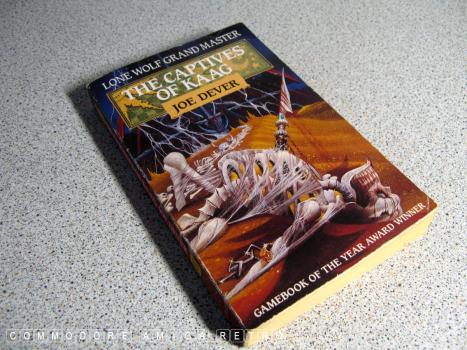 LONE WOLF GRAND MASTER
THE CAPTIVES
OF KAAG
JOE DEVER
GAMEBOOK OF THE YEAR AWARD WINNER
COMMODORE AMIGA RETRO